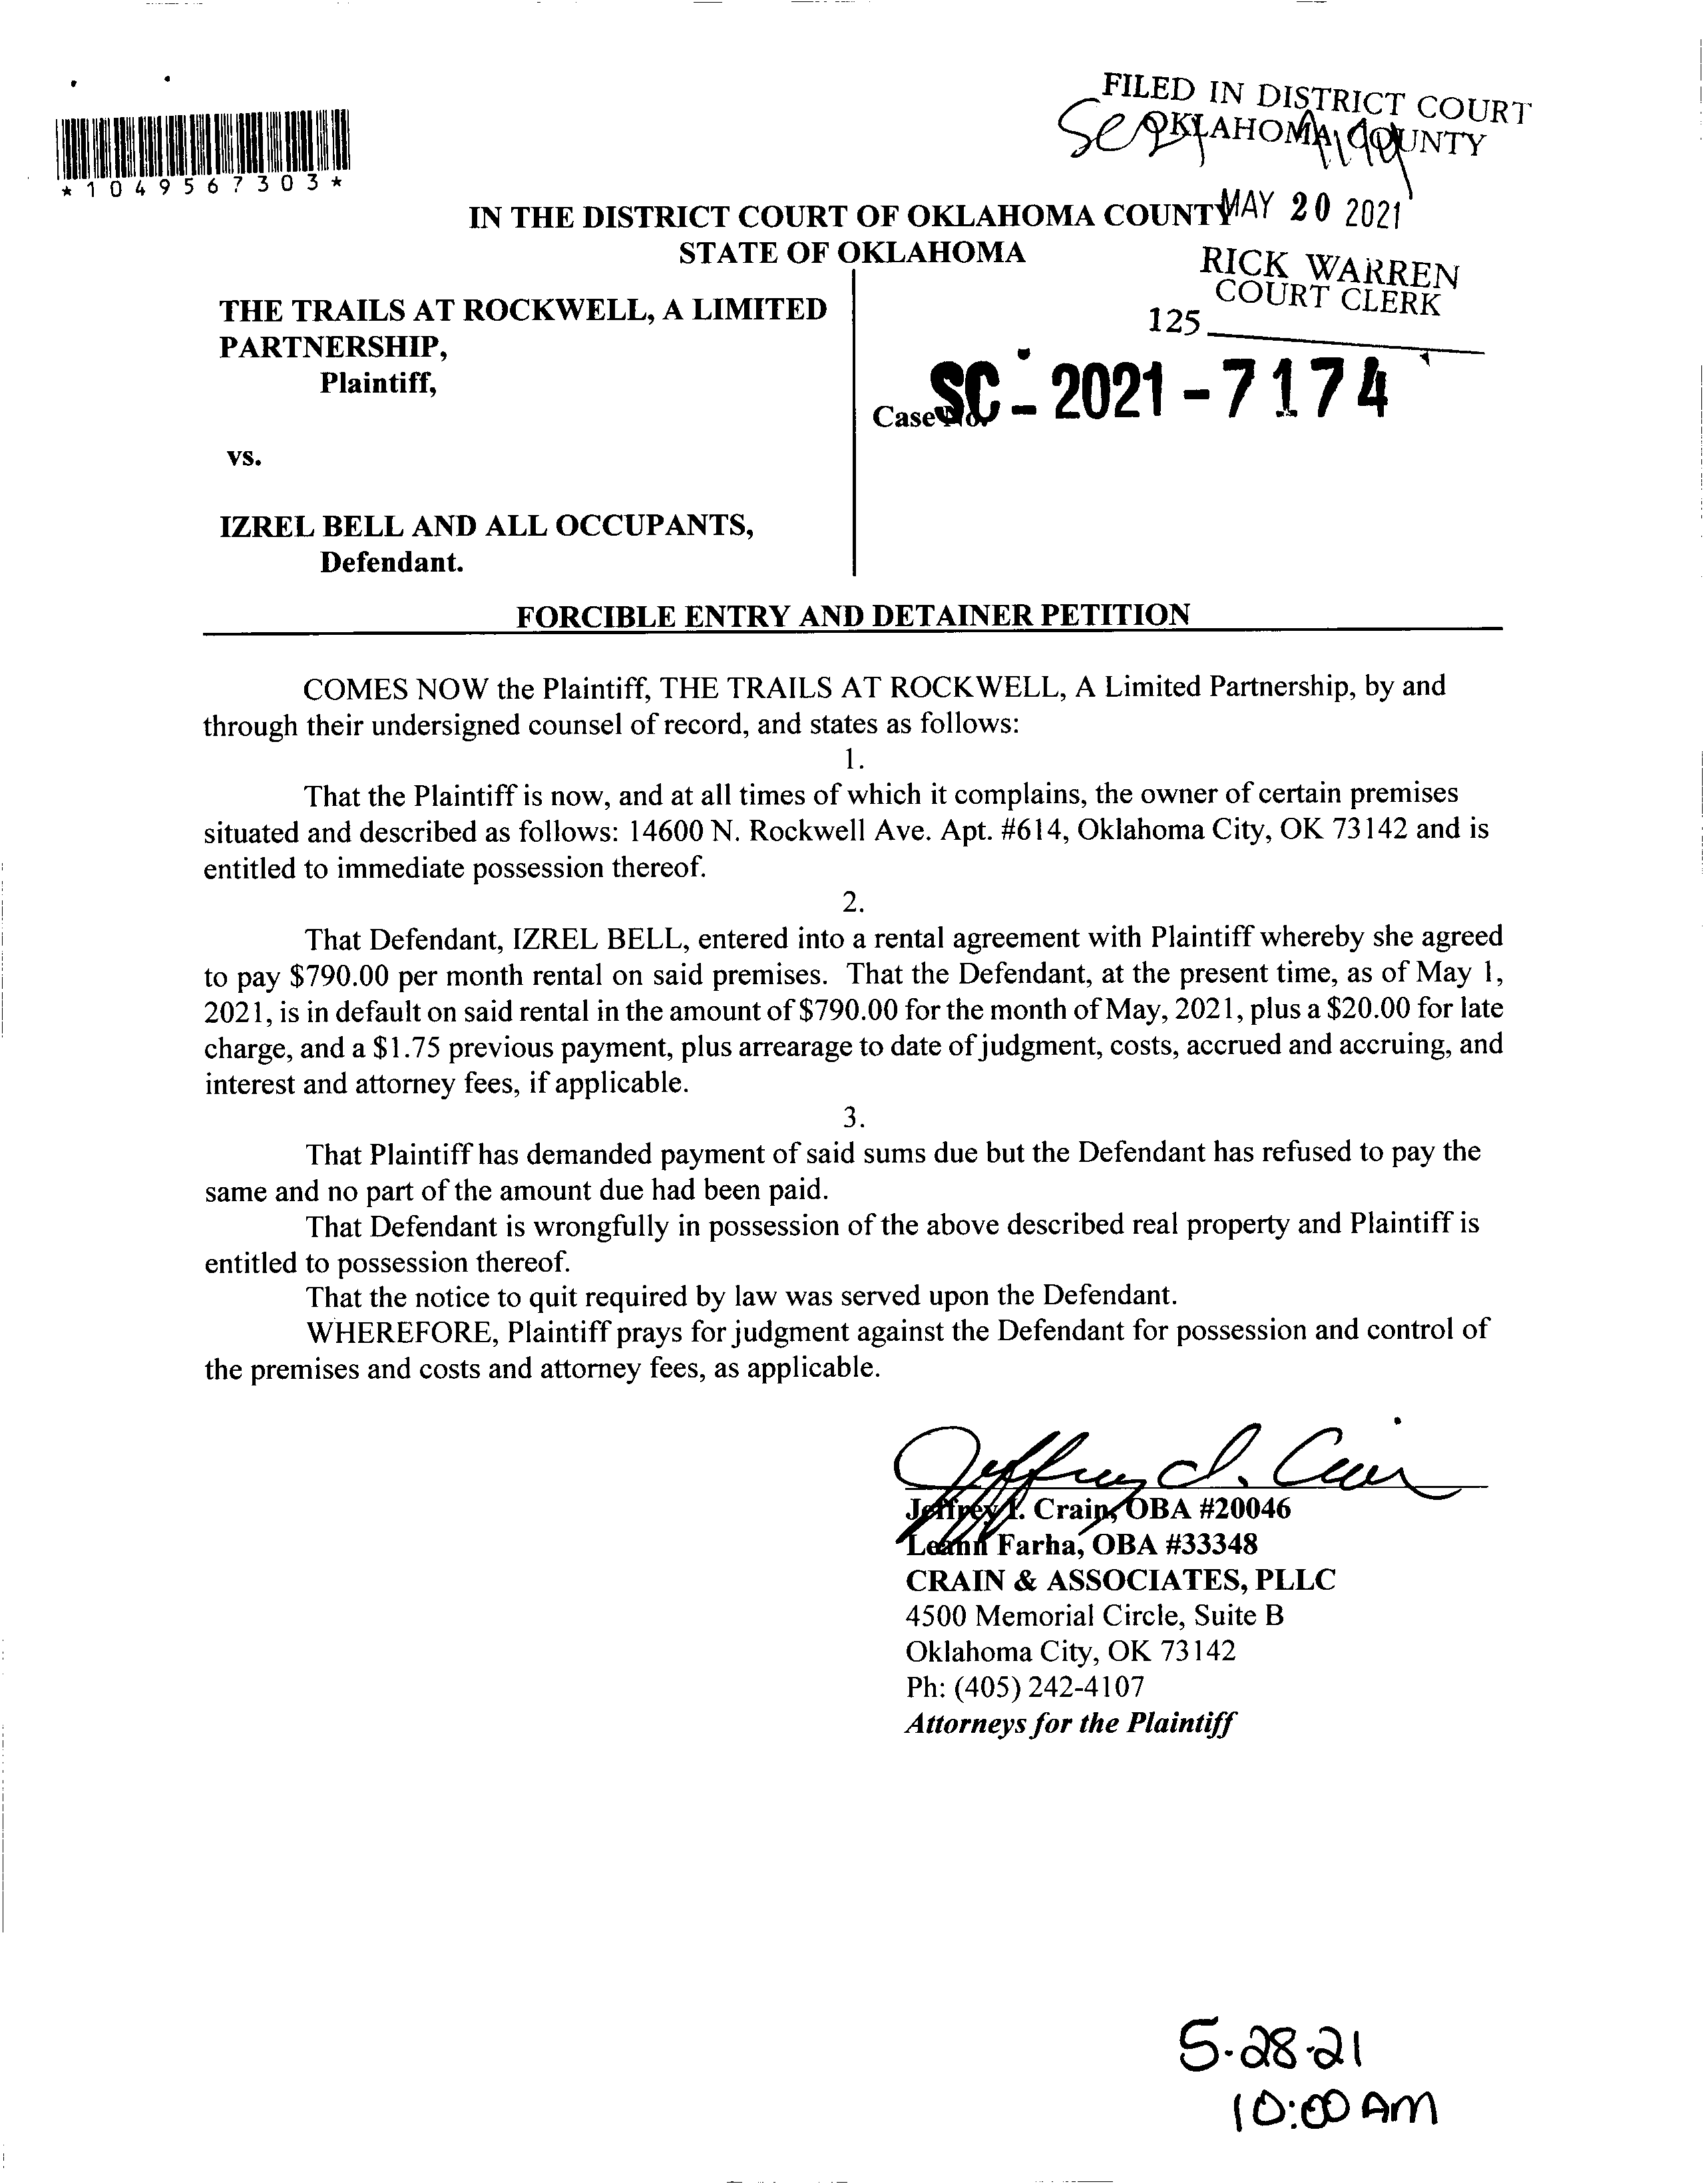 FILED IN DISTRICT COURT
OKLAHOMA COUNTY
*1049567303*
MAY 20 2021
IN THE DISTRICT COURT OF OKLAHOMA COUNTY
STATE OF OKLAHOMA
RICK WARREN
COURT CLERK
125
THE TRAILS AT ROCKWELL, A LIMITED
PARTNERSHIP,
Plaintiff,
Case No. SC-2021-7174
vs.
IZREL BELL AND ALL OCCUPANTS,
Defendant.
FORCIBLE ENTRY AND DETAINER PETITION
COMES NOW the Plaintiff, THE TRAILS AT ROCKWELL, A Limited Partnership, by and
through their undersigned counsel of record, and states as follows:
1.
That the Plaintiff is now, and at all times of which it complains, the owner of certain premises
situated and described as follows: 14600 N. Rockwell Ave. Apt. #614, Oklahoma City, OK 73142 and is
entitled to immediate possession thereof.
2.
That Defendant, IZREL BELL, entered into a rental agreement with Plaintiff whereby she agreed
to pay $790.00 per month rental on said premises. That the Defendant, at the present time, as of May 1,
2021, is in default on said rental in the amount of $790.00 for the month of May, 2021, plus a $20.00 for late
charge, and a $1.75 previous payment, plus arrearage to date of judgment, costs, accrued and accruing, and
interest and attorney fees, if applicable.
3.
That Plaintiff has demanded payment of said sums due but the Defendant has refused to pay the
same and no part of the amount due had been paid.
That Defendant is wrongfully in possession of the above described real property and Plaintiff is
entitled to possession thereof.
That the notice to quit required by law was served upon the Defendant.
WHEREFORE, Plaintiff prays for judgment against the Defendant for possession and control of
the premises and costs and attorney fees, as applicable.
Jeffrey I. Crain
Jeffrey I. Crain, OBA #20046
Leann Farha, OBA #33348
CRAIN & ASSOCIATES, PLLC
4500 Memorial Circle, Suite B
Oklahoma City, OK 73142
Ph: (405) 242-4107
Attorneys for the Plaintiff
5-28-21
10:00 AM